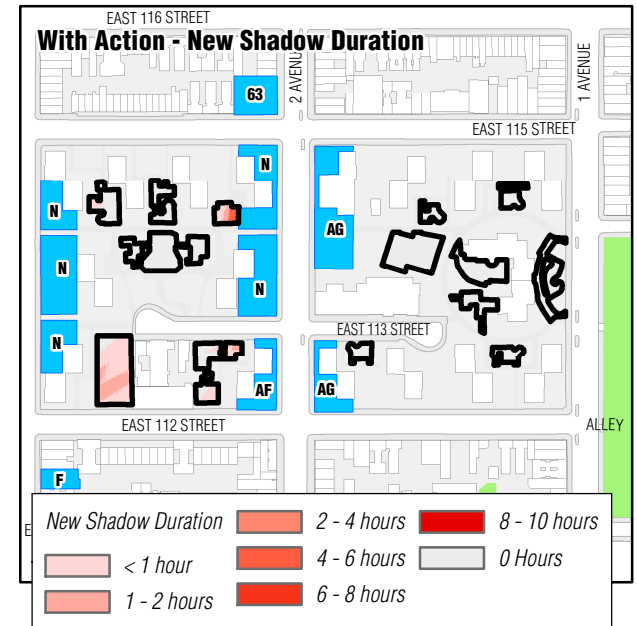 EAST 116 STREET
With Action - New Shadow Duration
2 AVENUE
1 AVENUE
63
EAST 115 STREET
N
N
AG
N
N
EAST 113 STREET
N
AF
AG
EAST 112 STREET
ALLEY
F
E
New Shadow Duration
< 1 hour
1 - 2 hours
2 - 4 hours
4 - 6 hours
6 - 8 hours
8 - 10 hours
0 Hours